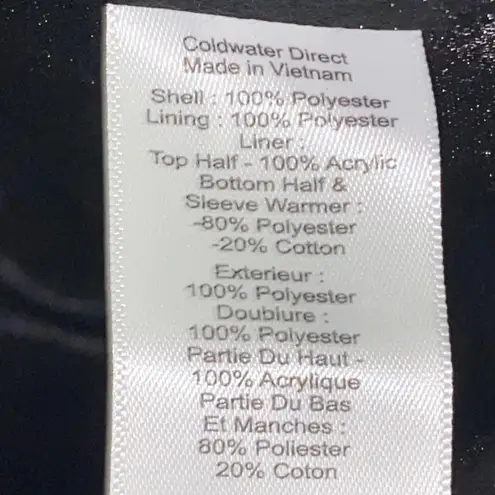 Coldwater Direct
Made in Vietnam
Shell : 100% Polyester
Lining : 100% Polyester
Liner :
Top Half - 100% Acrylic
Bottom Half &
Sleeve Warmer :
-80% Polyester
-20% Cotton
Exterieur :
100% Polyester
Doubiure :
100% Polyester
Partie Du Haut -
100% Acrylique
Partie Du Bas
Et Manches :
80% Poliester
20% Coton